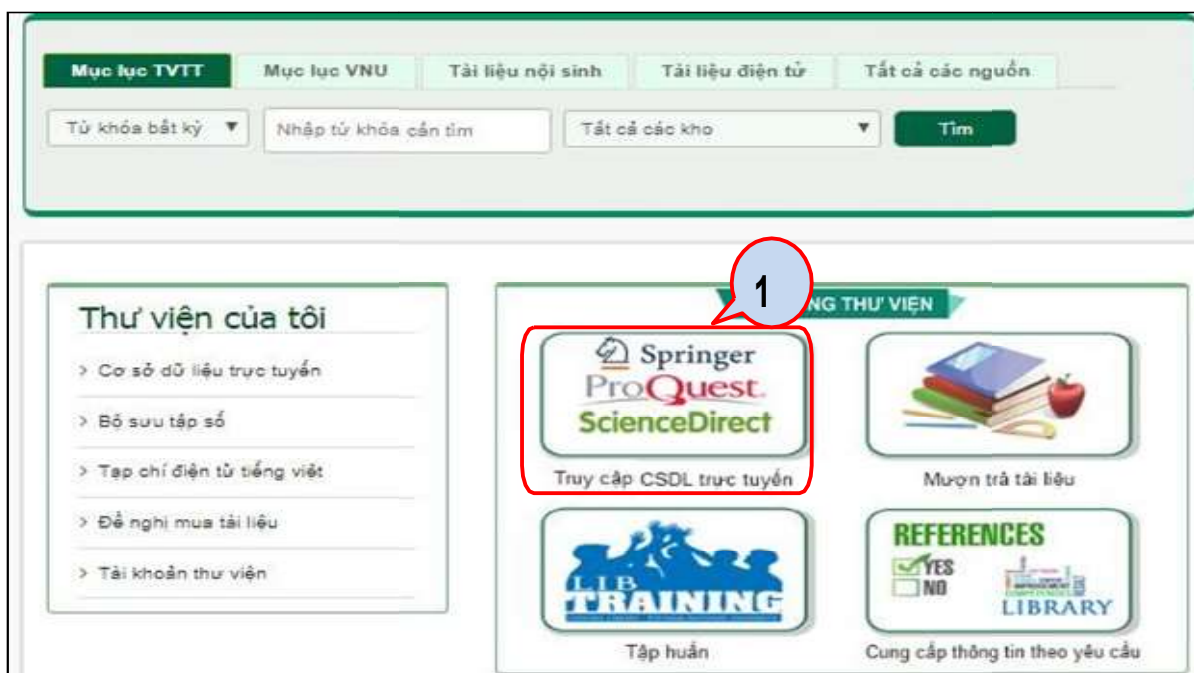 Mục lục TVTT Mục lục VNU Tài liệu nội sinh Tài liệu điện tử Tất cả các nguồn
Từ khóa bất kỳ Nhập từ khóa cần tìm Tất cả các kho Tìm
Thư viện của tôi
> Cơ sở dữ liệu trực tuyến
> Bộ sưu tập số
> Tạp chí điện tử tiếng việt
> Đề nghị mua tài liệu
> Tài khoản thư viện
1
THƯ VIỆN
Springer
ProQuest
ScienceDirect
Truy cập CSDL trực tuyến
Mượn trả tài liệu
LIB
TRAINING
Tập huấn
REFERENCES
YES
NO
LIBRARY
Cung cấp thông tin theo yêu cầu